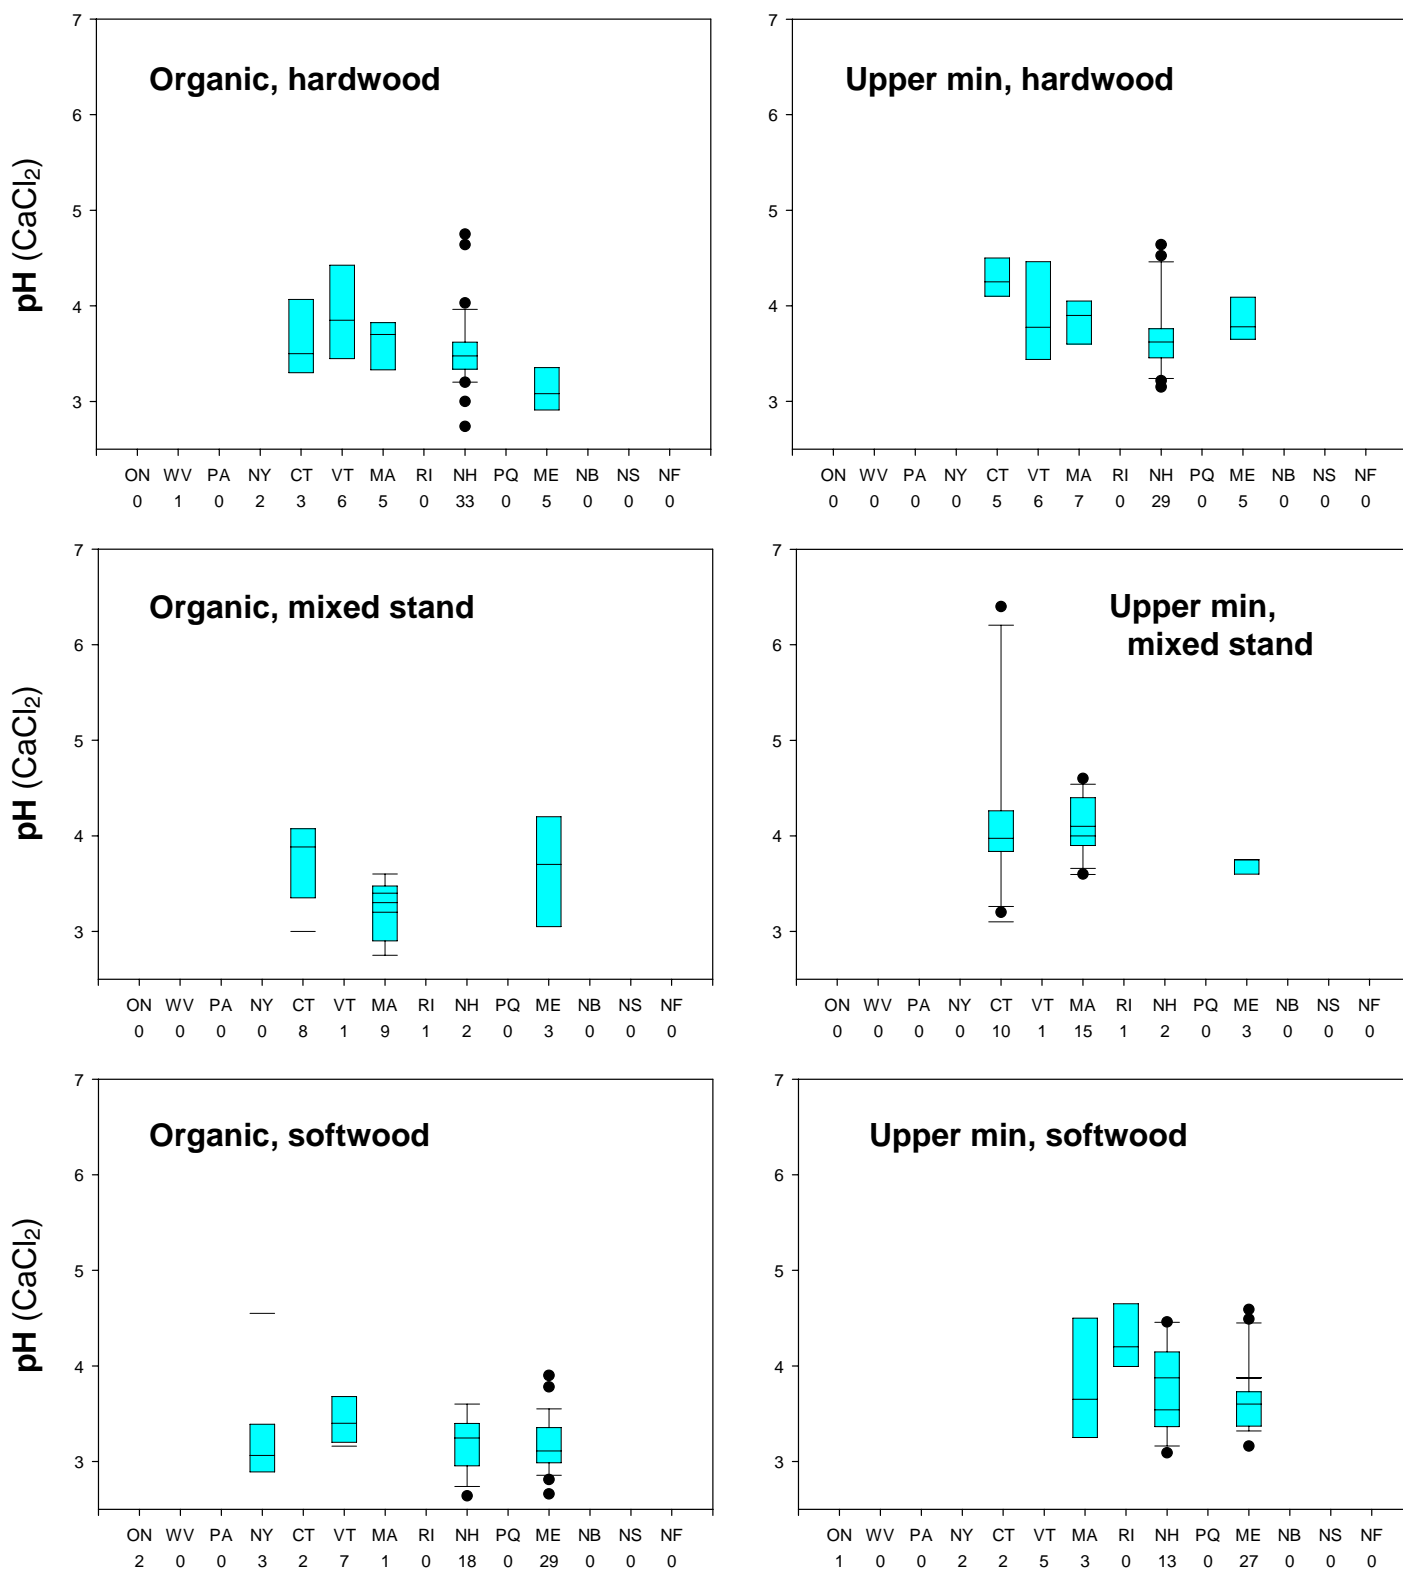 7
6
5
4
3
pH (CaCl2)
Organic, hardwood
ON WV PA NY CT VT MA RI NH PQ ME NB NS NF
0 1 0 2 3 6 5 0 33 0 5 0 0 0
7
6
5
4
3
Upper min, hardwood
ON WV PA NY CT VT MA RI NH PQ ME NB NS NF
0 0 0 0 5 6 7 0 29 0 5 0 0 0
7
6
5
4
3
pH (CaCl2)
Organic, mixed stand
ON WV PA NY CT VT MA RI NH PQ ME NB NS NF
0 0 0 0 8 1 9 1 2 0 3 0 0 0
7
6
5
4
3
Upper min,
mixed stand
ON WV PA NY CT VT MA RI NH PQ ME NB NS NF
0 0 0 0 10 1 15 1 2 0 3 0 0 0
7
6
5
4
3
pH (CaCl2)
Organic, softwood
ON WV PA NY CT VT MA RI NH PQ ME NB NS NF
2 0 0 3 2 7 1 0 18 0 29 0 0 0
7
6
5
4
3
Upper min, softwood
ON WV PA NY CT VT MA RI NH PQ ME NB NS NF
1 0 0 2 2 5 3 0 13 0 27 0 0 0